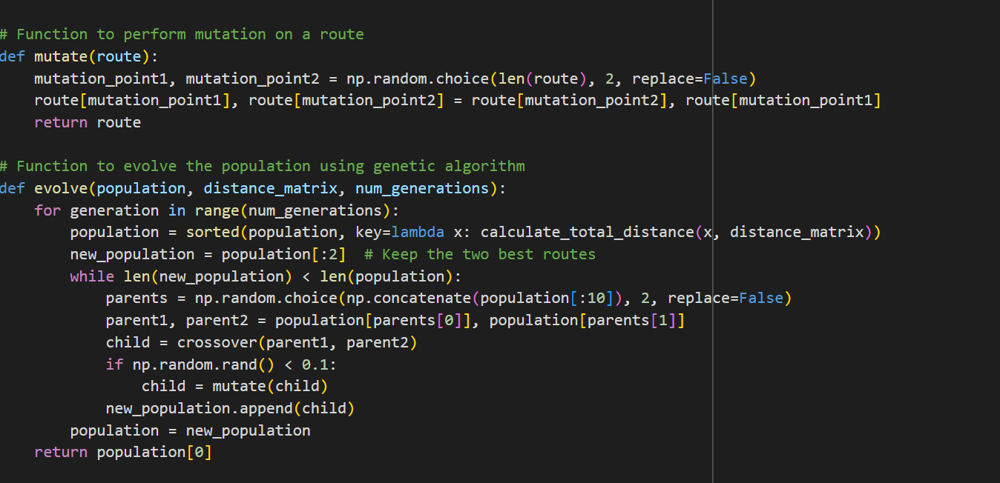 # Function to perform mutation on a route
def mutate(route):
    mutation_point1, mutation_point2 = np.random.choice(len(route), 2, replace=False)
    route[mutation_point1], route[mutation_point2] = route[mutation_point2], route[mutation_point1]
    return route

# Function to evolve the population using genetic algorithm
def evolve(population, distance_matrix, num_generations):
    for generation in range(num_generations):
        population = sorted(population, key=lambda x: calculate_total_distance(x, distance_matrix))
        new_population = population[:2]  # Keep the two best routes
        while len(new_population) < len(population):
            parents = np.random.choice(np.concatenate(population[:10]), 2, replace=False)
            parent1, parent2 = population[parents[0]], population[parents[1]]
            child = crossover(parent1, parent2)
            if np.random.rand() < 0.1:
                child = mutate(child)
            new_population.append(child)
        population = new_population
    return population[0]